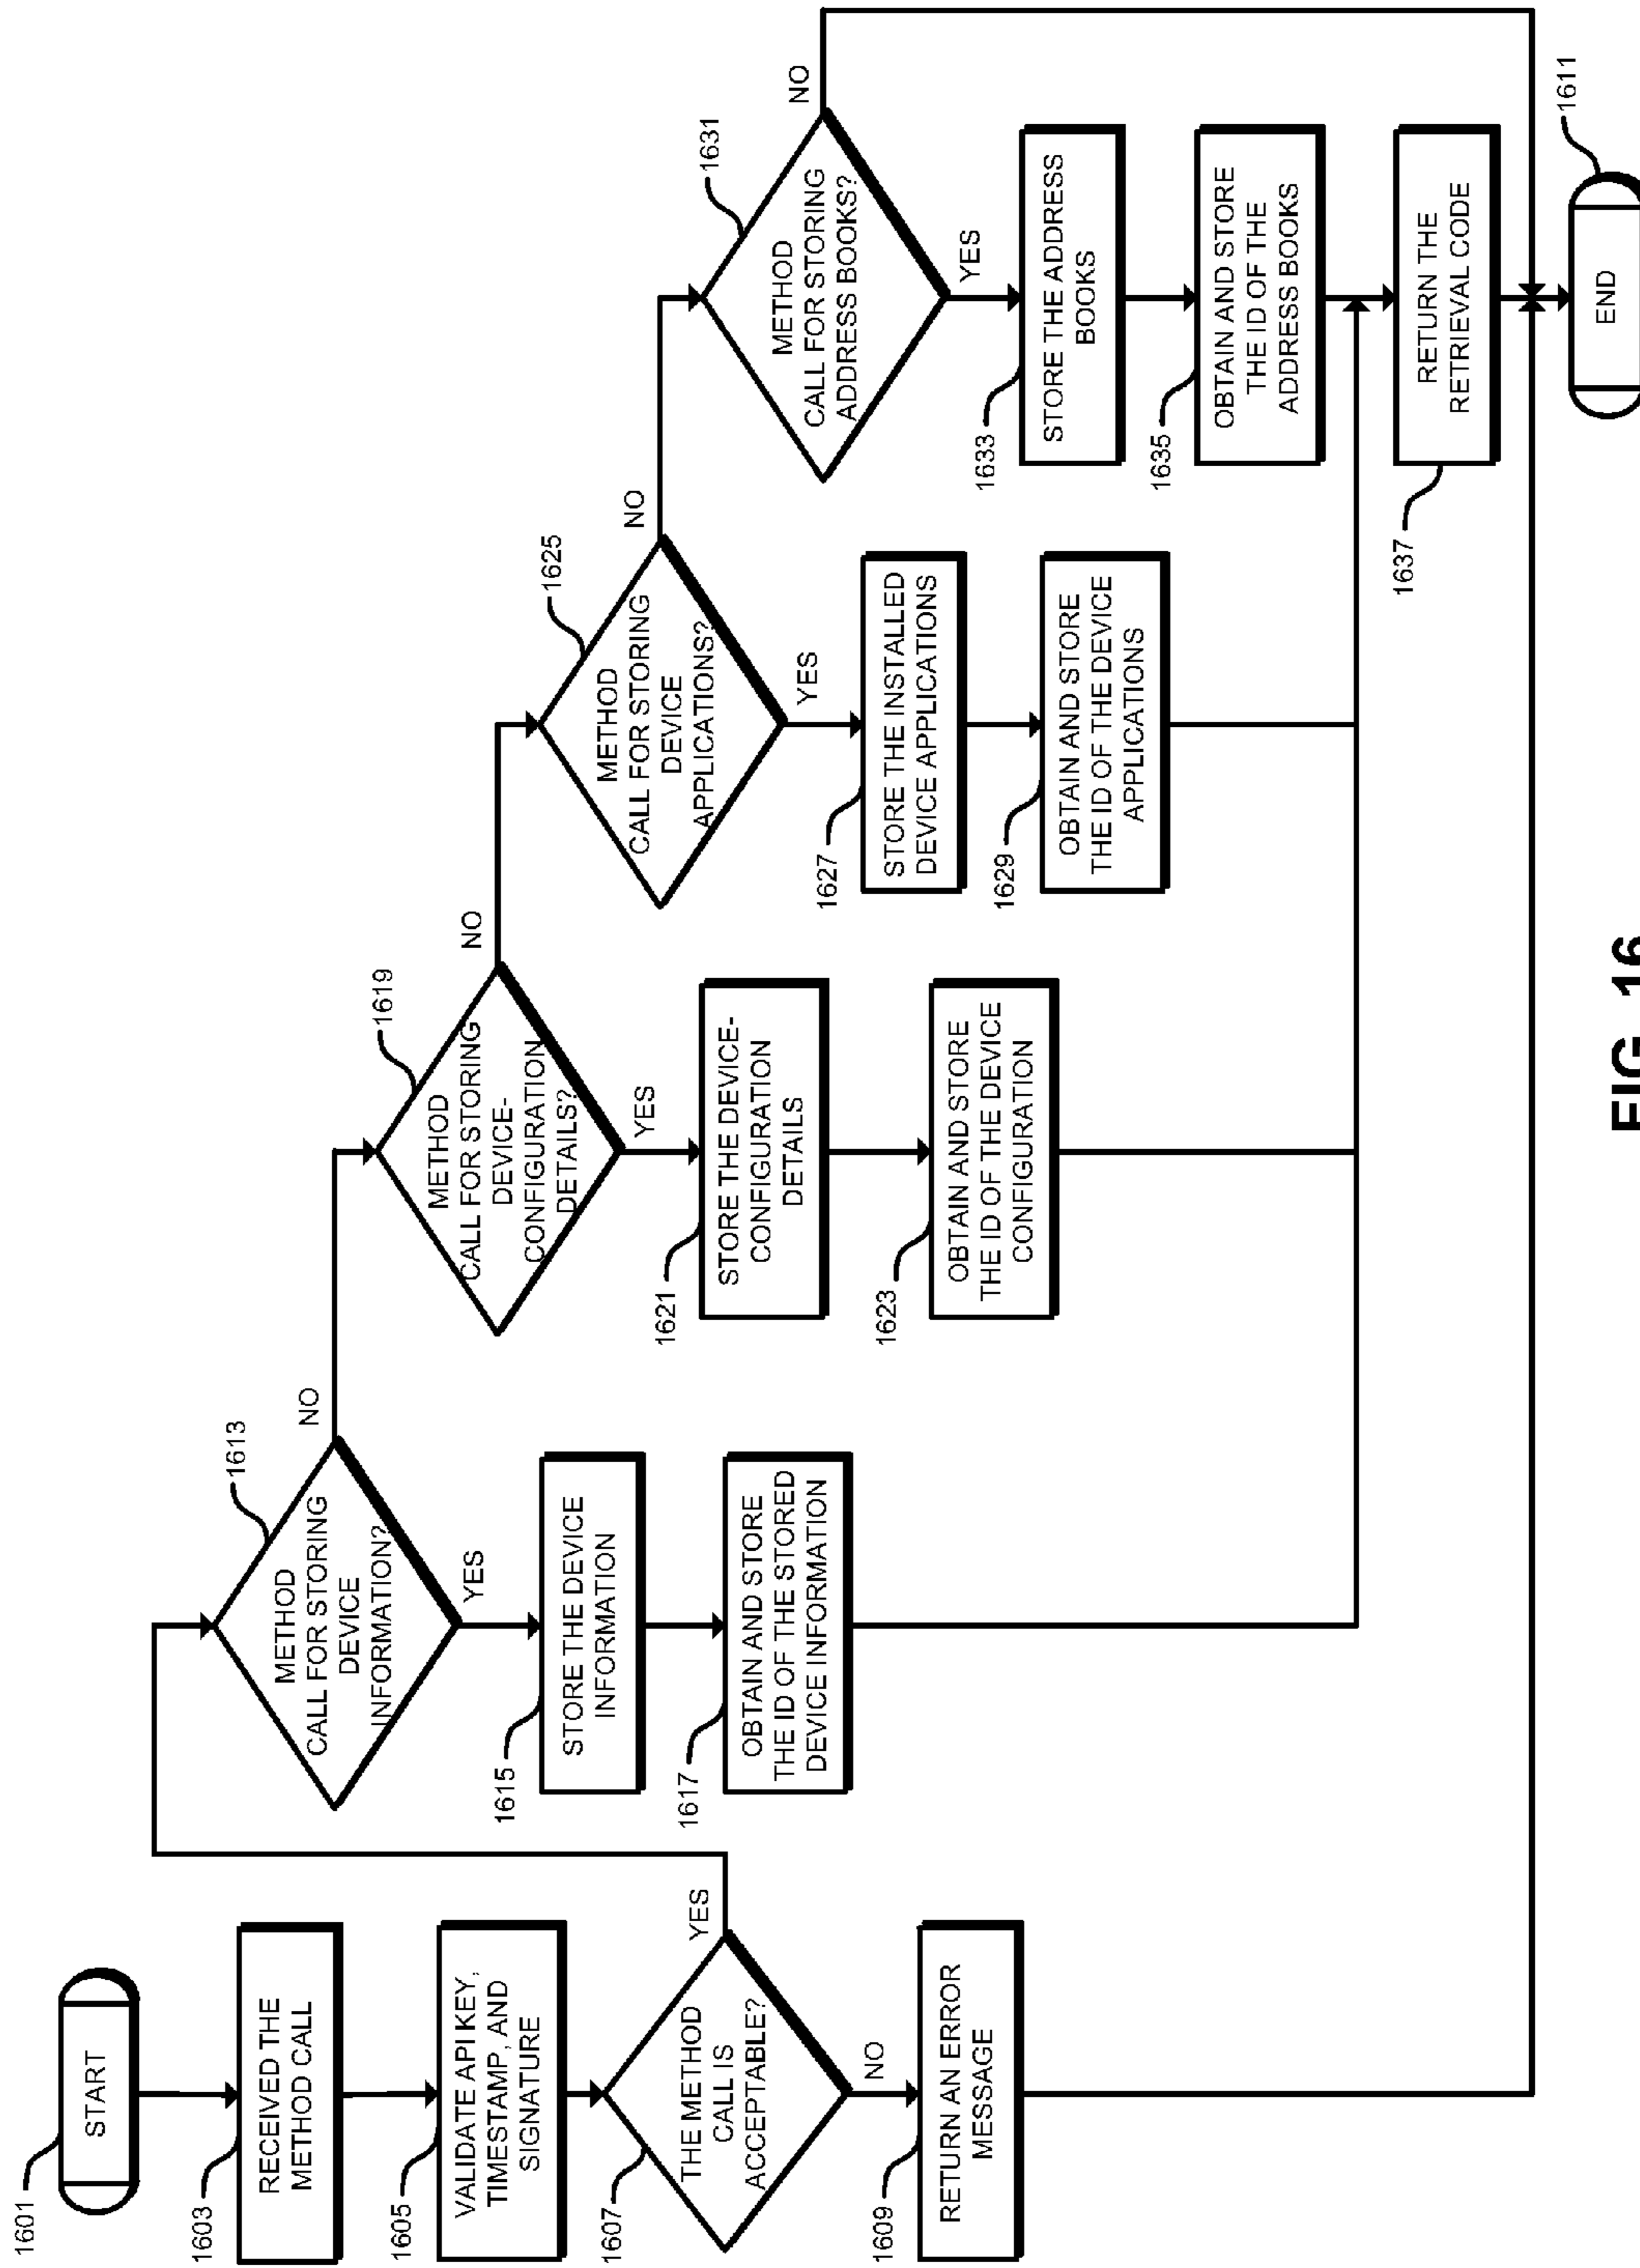 1601
START
1603
RECEIVED THE
METHOD CALL
1605
VALIDATE API KEY,
TIMESTAMP, AND
SIGNATURE
1607
THE METHOD
CALL IS
ACCEPTABLE?
YES
NO
1609
RETURN AN ERROR
MESSAGE
1613
METHOD
CALL FOR STORING
DEVICE
INFORMATION?
NO
YES
1615
STORE THE DEVICE
INFORMATION
1617
OBTAIN AND STORE
THE ID OF THE STORED
DEVICE INFORMATION
1619
METHOD
CALL FOR STORING
DEVICE-
CONFIGURATION
DETAILS?
NO
YES
1621
STORE THE DEVICE-
CONFIGURATION
DETAILS
1623
OBTAIN AND STORE
THE ID OF THE DEVICE
CONFIGURATION
1625
METHOD
CALL FOR STORING
DEVICE
APPLICATIONS?
NO
YES
1627
STORE THE INSTALLED
DEVICE APPLICATIONS
1629
OBTAIN AND STORE
THE ID OF THE DEVICE
APPLICATIONS
1631
METHOD
CALL FOR STORING
ADDRESS BOOKS?
NO
YES
1633
STORE THE ADDRESS
BOOKS
1635
OBTAIN AND STORE
THE ID OF THE
ADDRESS BOOKS
1637
RETURN THE
RETRIEVAL CODE
1611
END
FIG. 16